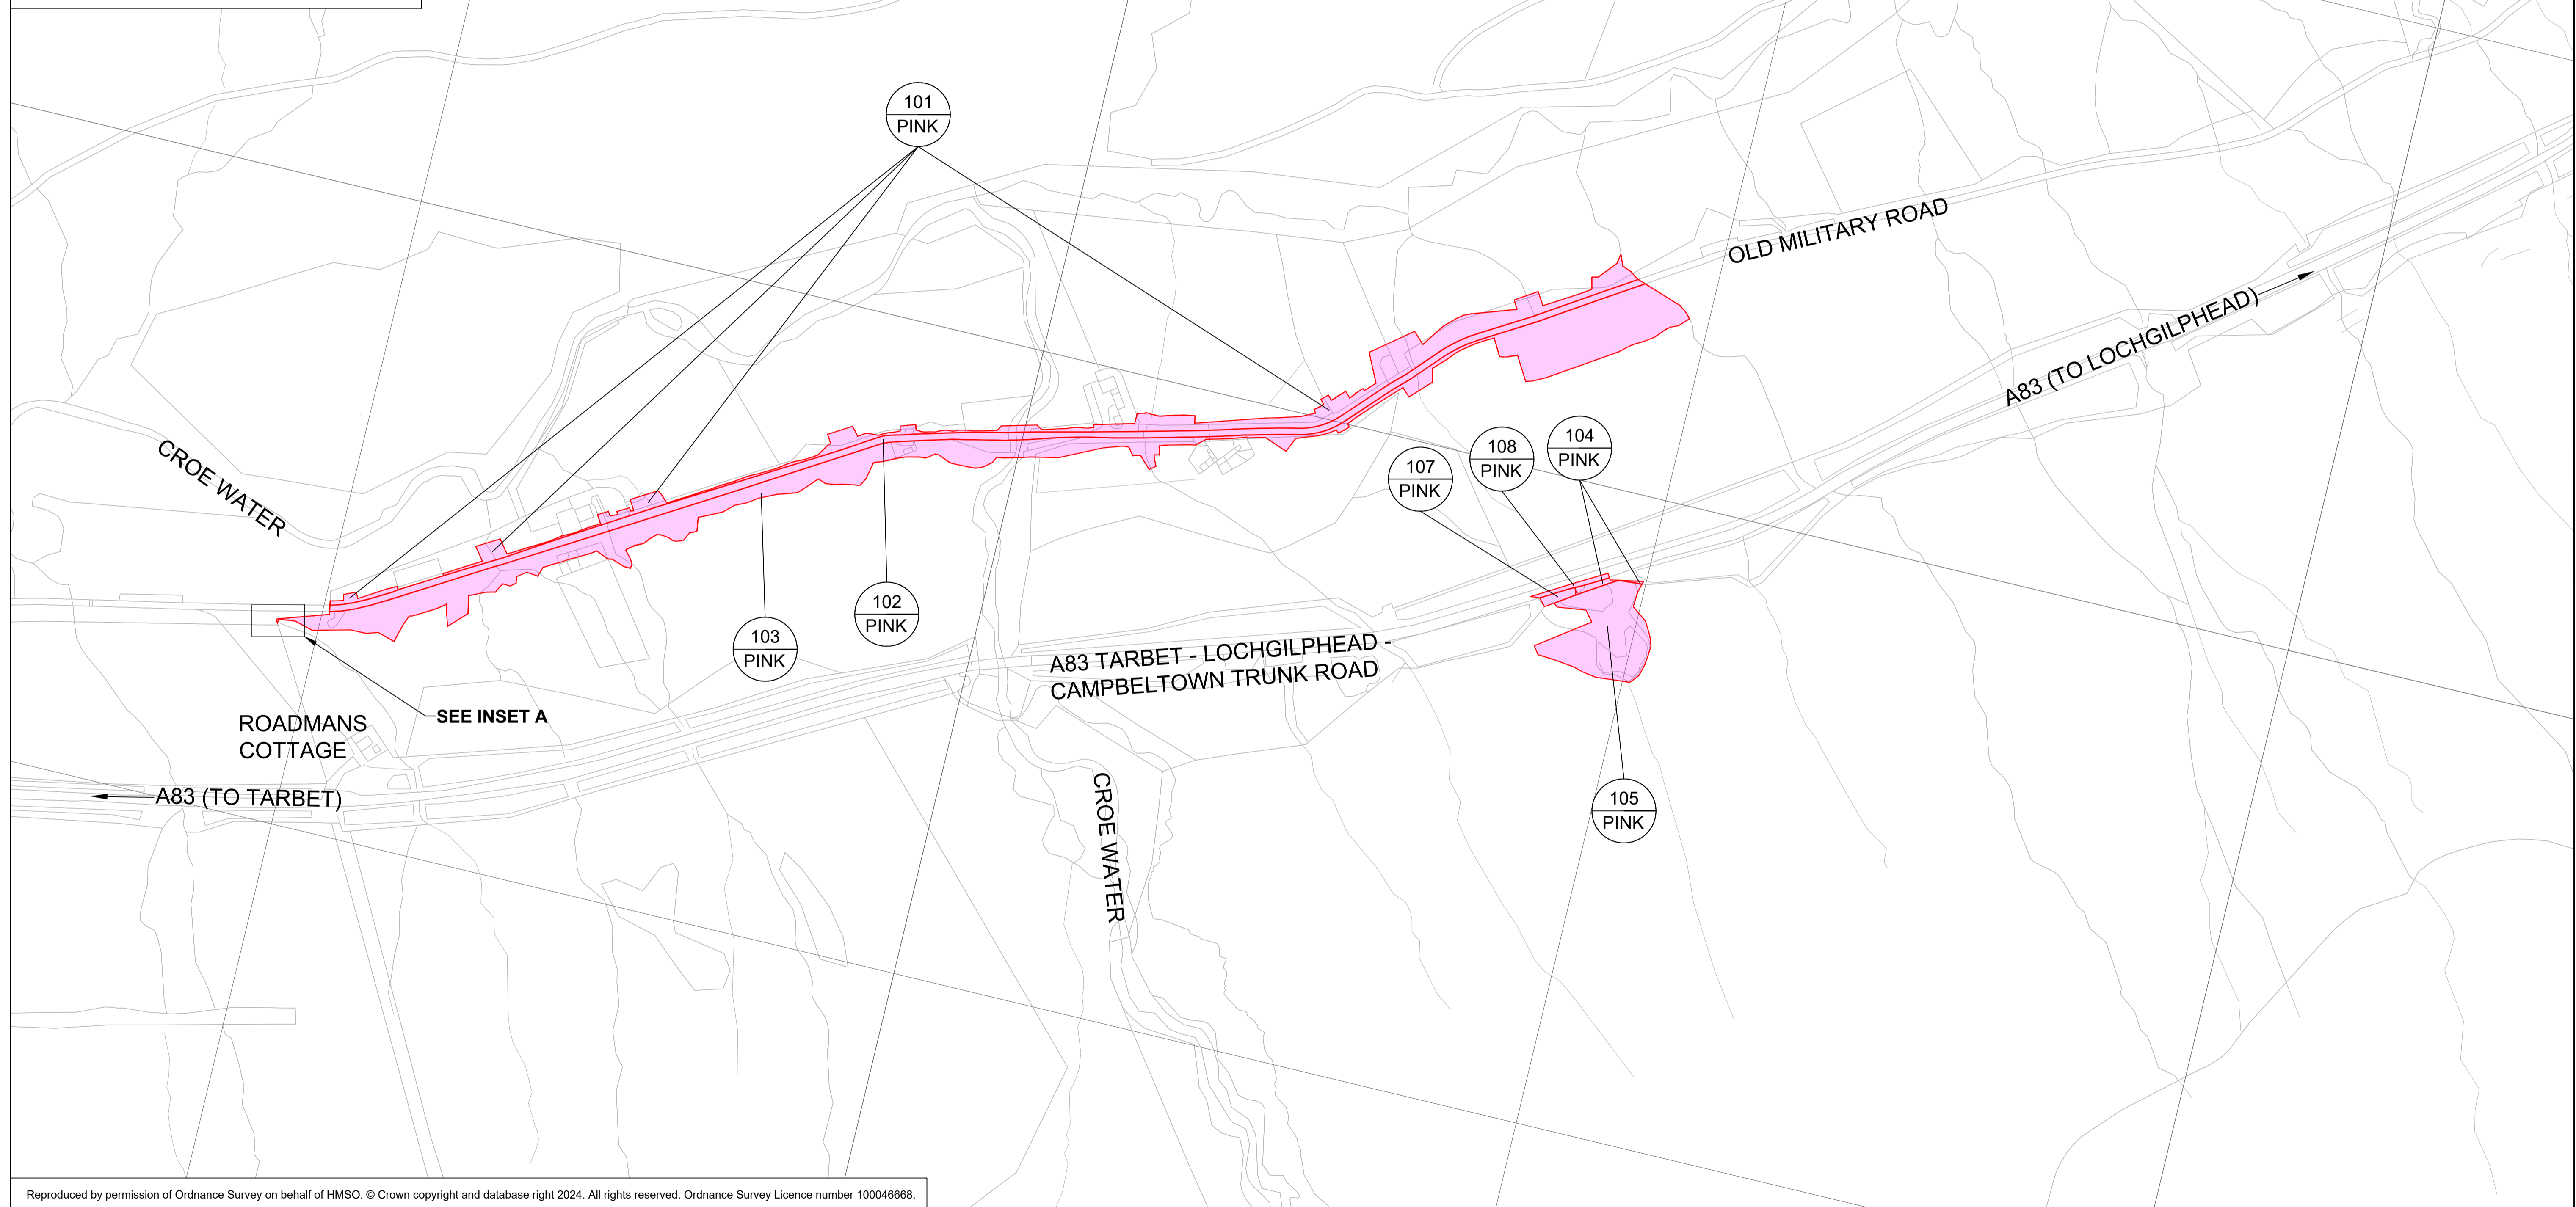 101
PINK
OLD MILITARY ROAD
A83 (TO LOCHGILPHEAD)
CROE WATER
107
PINK
108
PINK
104
PINK
102
PINK
103
PINK
A83 TARBET - LOCHGILPHEAD -
CAMPBELTOWN TRUNK ROAD
SEE INSET A
ROADMANS
COTTAGE
A83 (TO TARBET)
CROE WATER
105
PINK
Reproduced by permission of Ordnance Survey on behalf of HMSO. © Crown copyright and database right 2024. All rights reserved. Ordnance Survey Licence number 100046668.